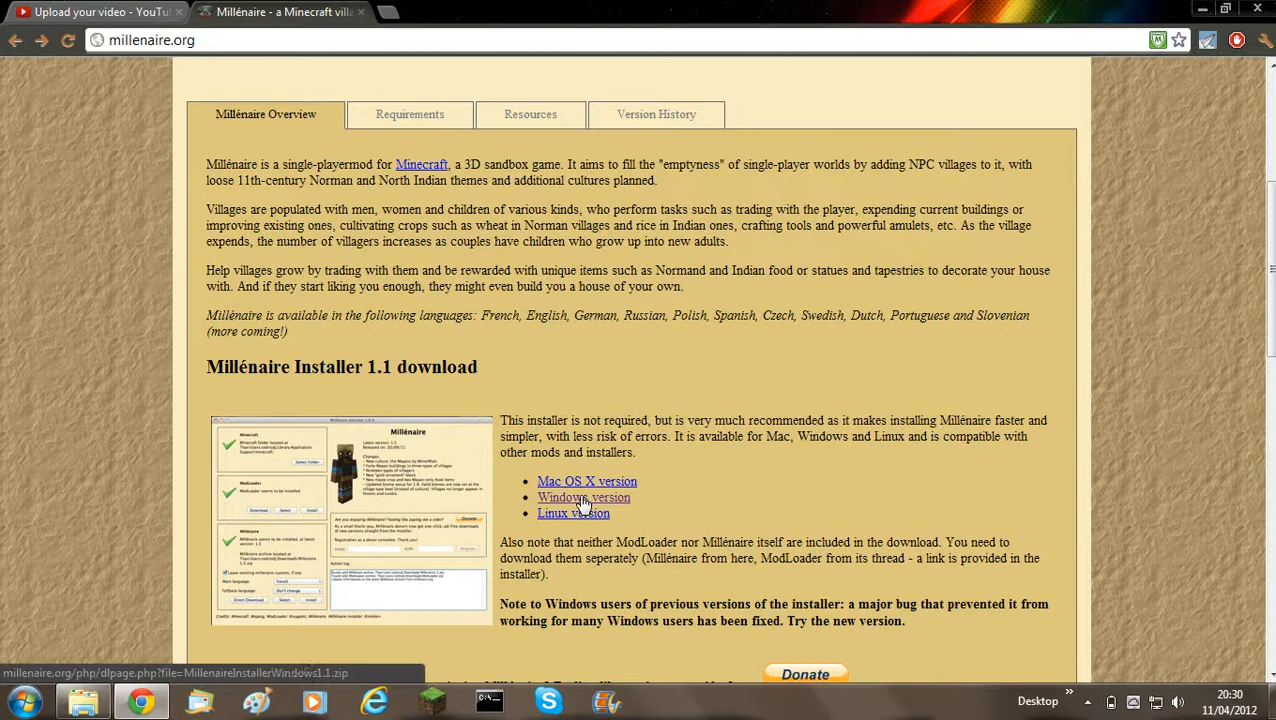 Upload your video - YouTu
Millénaire - a Minecraft villa
millenaire.org
Millénaire Overview
Requirements
Resources
Version History
Millénaire is a single-playermod for Minecraft, a 3D sandbox game. It aims to fill the "emptyness" of single-player worlds by adding NPC villages to it, with
loose 11th-century Norman and North Indian themes and additional cultures planned.
Villages are populated with men, women and children of various kinds, who perform tasks such as trading with the player, expending current buildings or
improving existing ones, cultivating crops such as wheat in Norman villages and rice in Indian ones, crafting tools and powerful amulets, etc. As the village
expends, the number of villagers increases as couples have children who grow up into new adults.
Help villages grow by trading with them and be rewarded with unique items such as Normand and Indian food or statues and tapestries to decorate your house
with. And if they start liking you enough, they might even build you a house of your own.
Millénaire is available in the following languages: French, English, German, Russian, Polish, Spanish, Czech, Swedish, Dutch, Portuguese and Slovenian
(more coming!)
Millénaire Installer 1.1 download
Millénaire
This installer is not required, but is very much recommended as it makes installing Millénaire faster and
simpler, with less risk of errors. It is available for Mac, Windows and Linux and is compatible with
other mods and installers.
Mac OS X version
Windows version
Linux version
Also note that neither ModLoader nor Millénaire itself are included in the download. You need to
download them seperately (Millénaire from here, ModLoader from its thread - a link is provided in the
installer).
Note to Windows users of previous versions of the installer: a major bug that prevented it from
working for many Windows users has been fixed. Try the new version.
Donate
millenaire.org/php/dlpage.php?file=MillenaireInstallerWindows1.1.zip
Desktop
20:30
11/04/2012